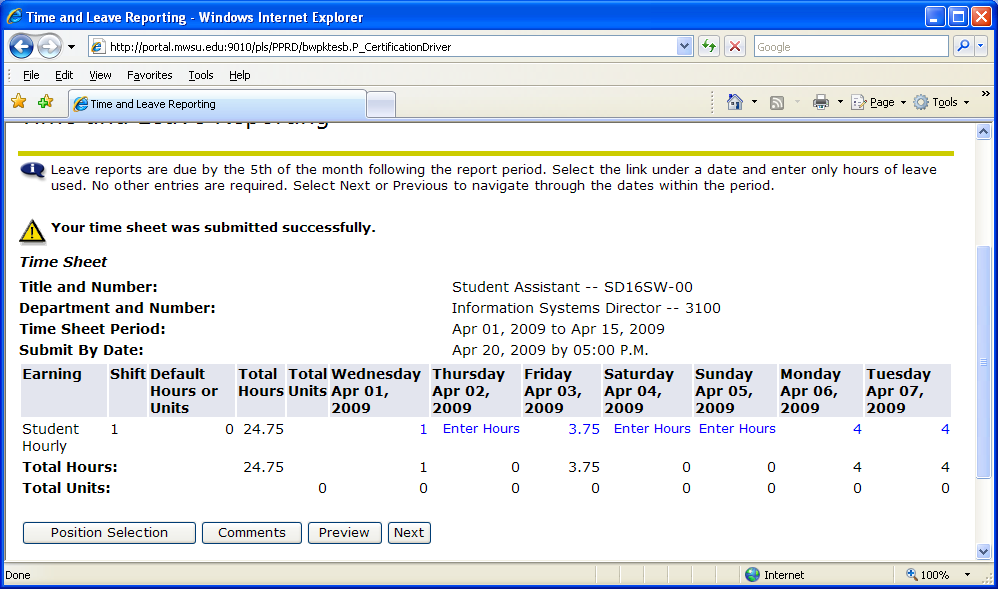 Time and Leave Reporting - Windows Internet Explorer
http://portal.mwsu.edu:9010/pls/PPRD/bwpktesb.P_CertificationDriver Google
File Edit View Favorites Tools Help
Time and Leave Reporting Page Tools »
Time and Leave Reporting
Leave reports are due by the 5th of the month following the report period. Select the link under a date and enter only hours of leave
used. No other entries are required. Select Next or Previous to navigate through the dates within the period.
Your time sheet was submitted successfully.
Time Sheet
Title and Number: Student Assistant -- SD16SW-00
Department and Number: Information Systems Director -- 3100
Time Sheet Period: Apr 01, 2009 to Apr 15, 2009
Submit By Date: Apr 20, 2009 by 05:00 P.M.
Earning Shift Default Total Total Wednesday Thursday Friday Saturday Sunday Monday Tuesday
Hours or Hours Units Apr 01, Apr 02, Apr 03, Apr 04, Apr 05, Apr 06, Apr 07,
Units 2009 2009 2009 2009 2009 2009 2009
Student 1 0 24.75 1 Enter Hours 3.75 Enter Hours Enter Hours 4 4
Hourly
Total Hours: 24.75 1 0 3.75 0 0 4 4
Total Units: 0 0 0 0 0 0 0 0
Position Selection Comments Preview Next
Done Internet 100%